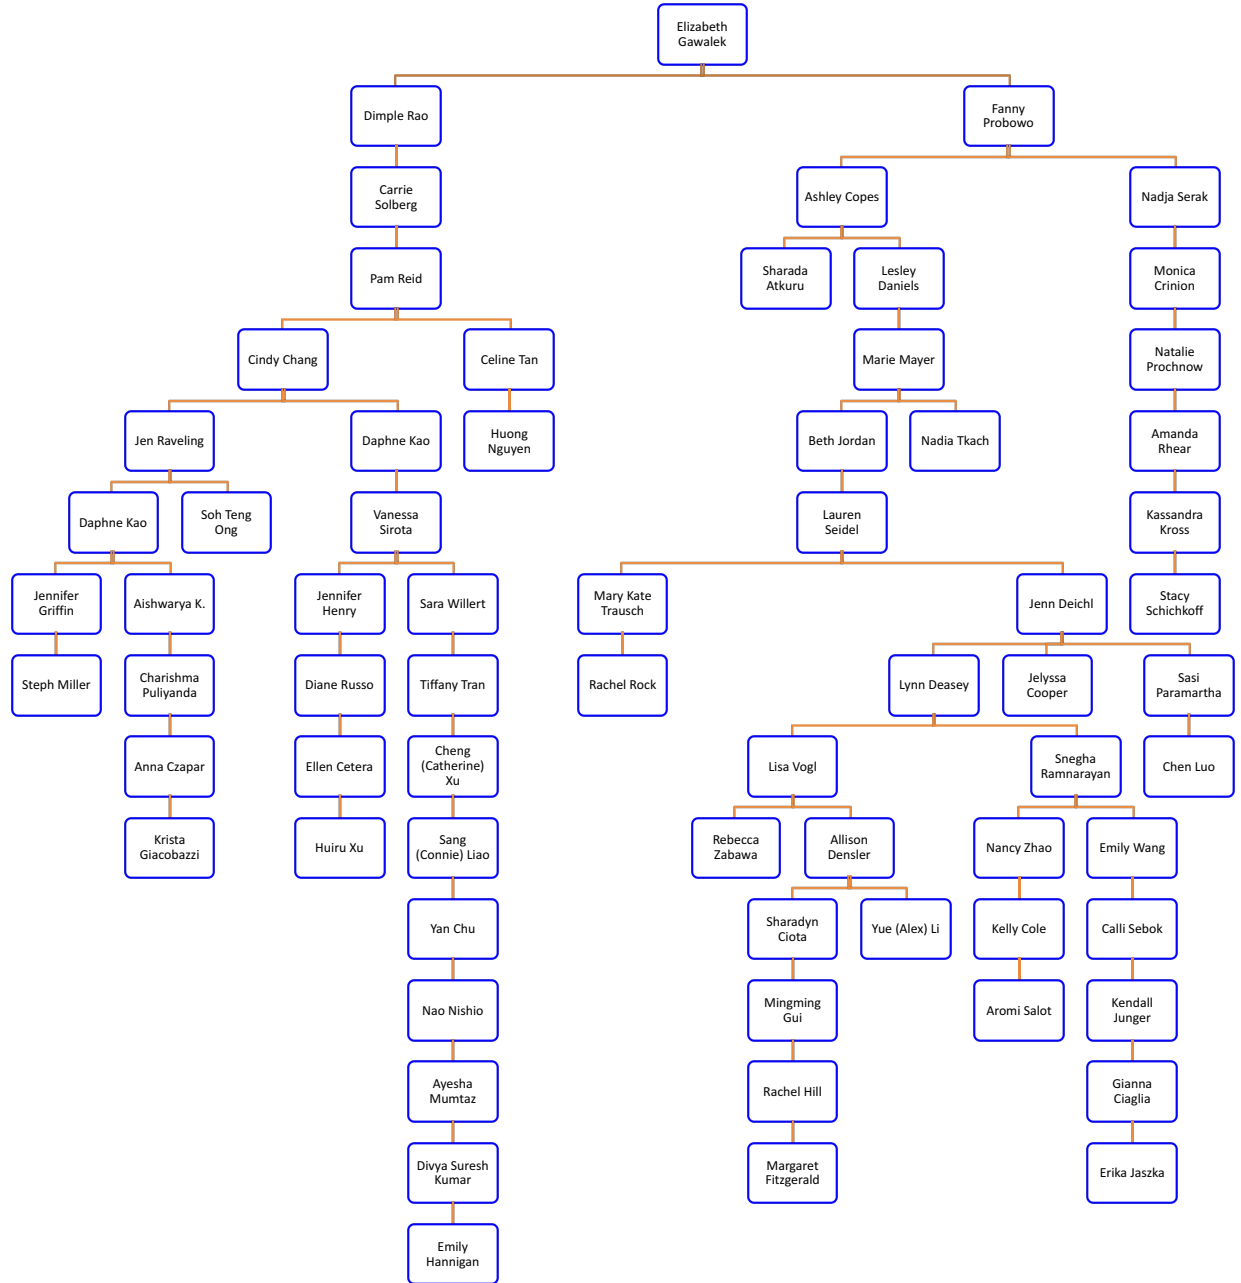 Elizabeth
Gawalek
Dimple Rao
Fanny
Probowo
Carrie
Solberg
Ashley Copes
Nadja Serak
Pam Reid
Sharada
Atkuru
Lesley
Daniels
Monica
Crinion
Cindy Chang
Celine Tan
Marie Mayer
Natalie
Prochnow
Jen Raveling
Daphne Kao
Huong
Nguyen
Beth Jordan
Nadia Tkach
Amanda
Rhear
Daphne Kao
Soh Teng
Ong
Vanessa
Sirota
Lauren
Seidel
Kassandra
Kross
Jennifer
Griffin
Aishwarya K.
Jennifer
Henry
Sara Willert
Mary Kate
Trausch
Jenn Deichl
Stacy
Schichkoff
Steph Miller
Charishma
Puliyanda
Diane Russo
Tiffany Tran
Rachel Rock
Lynn Deasey
Jelyssa
Cooper
Sasi
Paramartha
Anna Czapar
Ellen Cetera
Cheng
(Catherine)
Xu
Lisa Vogl
Snegha
Ramnarayan
Chen Luo
Krista
Giacobazzi
Huiru Xu
Sang
(Connie) Liao
Rebecca
Zabawa
Allison
Densler
Nancy Zhao
Emily Wang
Yan Chu
Sharadyn
Ciota
Yue (Alex) Li
Kelly Cole
Calli Sebok
Nao Nishio
Mingming
Gui
Aromi Salot
Kendall
Junger
Ayesha
Mumtaz
Rachel Hill
Gianna
Ciaglia
Divya Suresh
Kumar
Margaret
Fitzgerald
Erika Jaszka
Emily
Hannigan